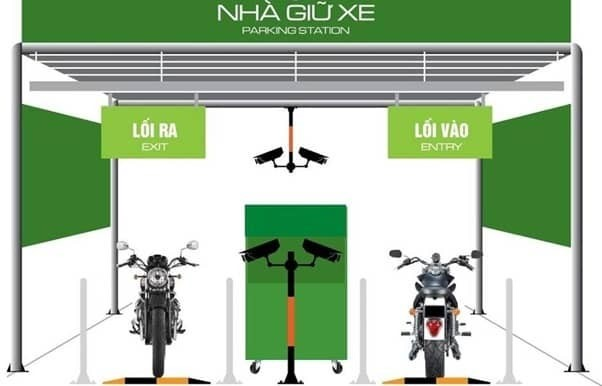 NHÀ GIỮ XE
PARKING STATION
LỐI RA
EXIT
LỐI VÀO
ENTRY